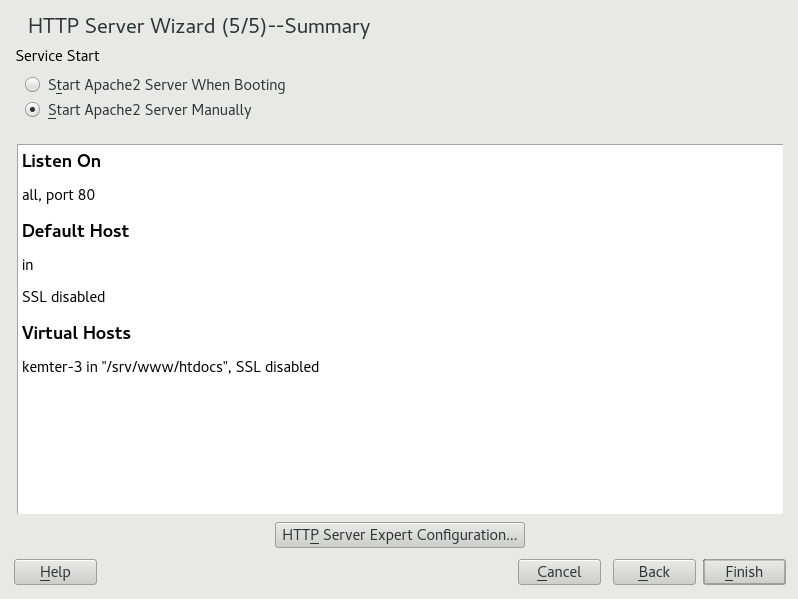 HTTP Server Wizard (5/5)--Summary
Service Start
Start Apache2 Server When Booting
Start Apache2 Server Manually
Listen On
all, port 80
Default Host
in
SSL disabled
Virtual Hosts
kemter-3 in "/srv/www/htdocs", SSL disabled
HTTP Server Expert Configuration...
Help Cancel Back Finish